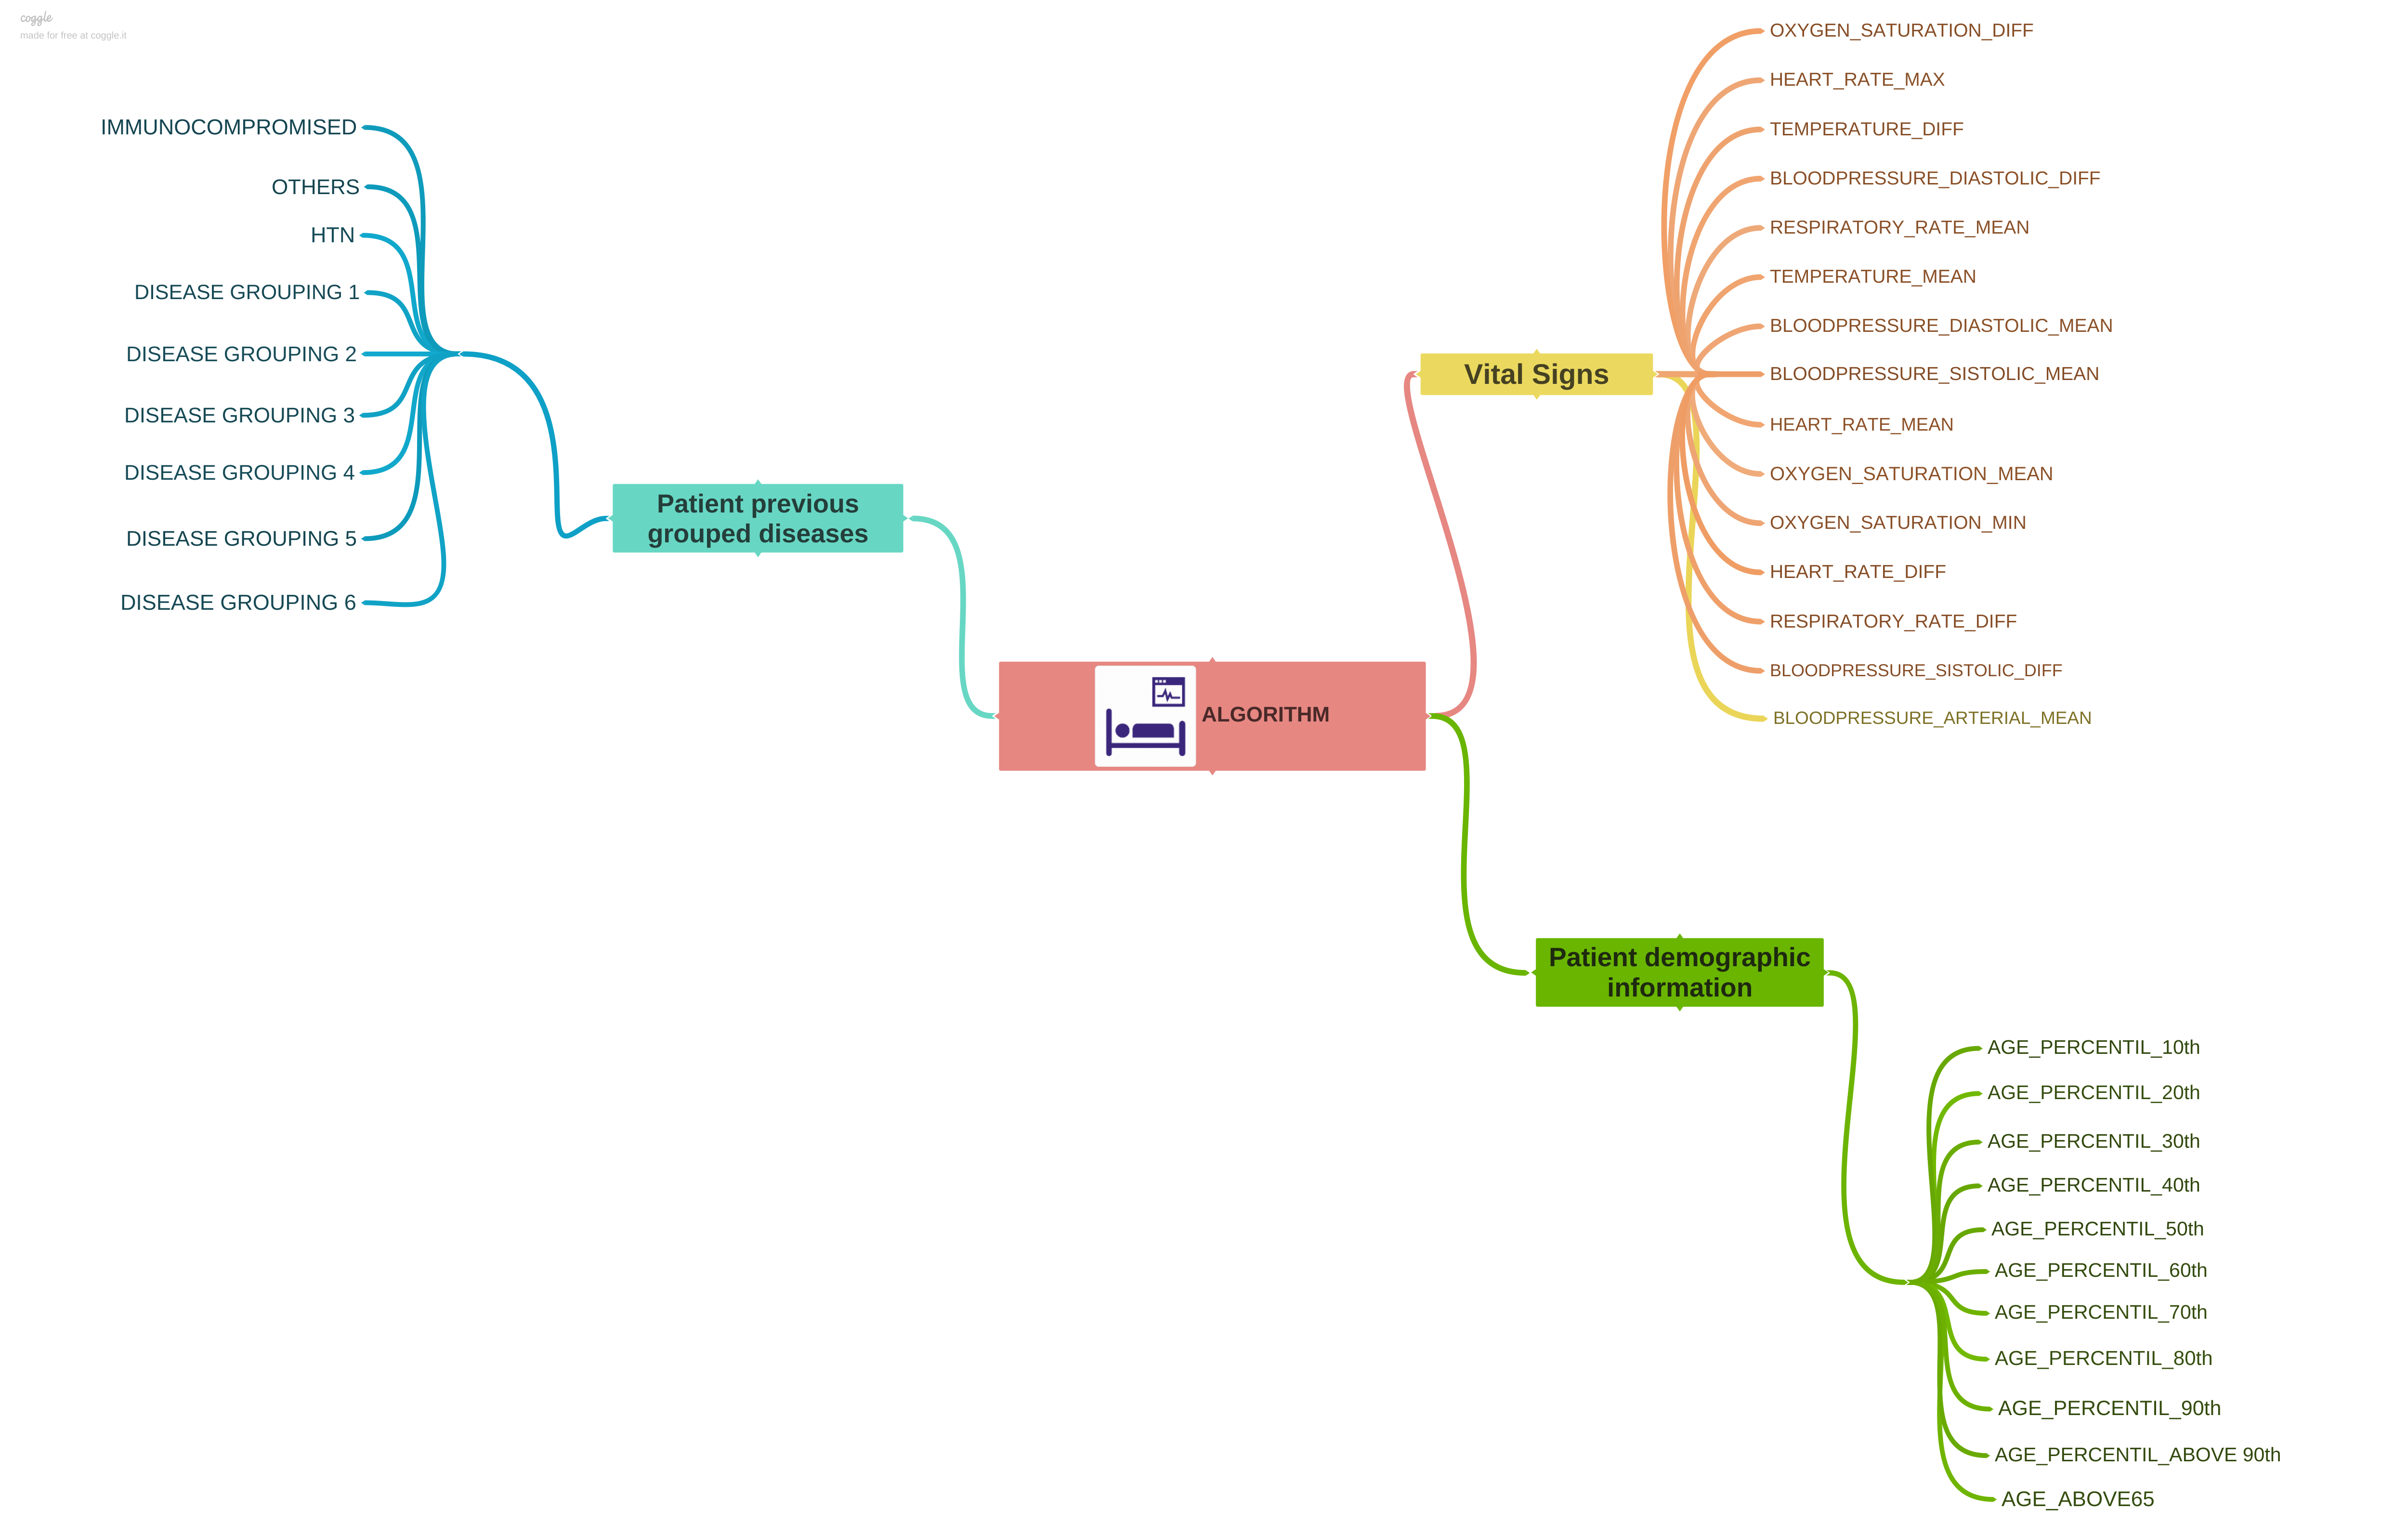 coggle
made for free at coggle.it
IMMUNOCOMPROMISED
OTHERS
HTN
DISEASE GROUPING 1
DISEASE GROUPING 2
DISEASE GROUPING 3
DISEASE GROUPING 4
DISEASE GROUPING 5
DISEASE GROUPING 6
Patient previous
grouped diseases
ALGORITHM
Vital Signs
OXYGEN_SATURATION_DIFF
HEART_RATE_MAX
TEMPERATURE_DIFF
BLOODPRESSURE_DIASTOLIC_DIFF
RESPIRATORY_RATE_MEAN
TEMPERATURE_MEAN
BLOODPRESSURE_DIASTOLIC_MEAN
BLOODPRESSURE_SISTOLIC_MEAN
HEART_RATE_MEAN
OXYGEN_SATURATION_MEAN
OXYGEN_SATURATION_MIN
HEART_RATE_DIFF
RESPIRATORY_RATE_DIFF
BLOODPRESSURE_SISTOLIC_DIFF
BLOODPRESSURE_ARTERIAL_MEAN
Patient demographic
information
AGE_PERCENTIL_10th
AGE_PERCENTIL_20th
AGE_PERCENTIL_30th
AGE_PERCENTIL_40th
AGE_PERCENTIL_50th
AGE_PERCENTIL_60th
AGE_PERCENTIL_70th
AGE_PERCENTIL_80th
AGE_PERCENTIL_90th
AGE_PERCENTIL_ABOVE 90th
AGE_ABOVE65